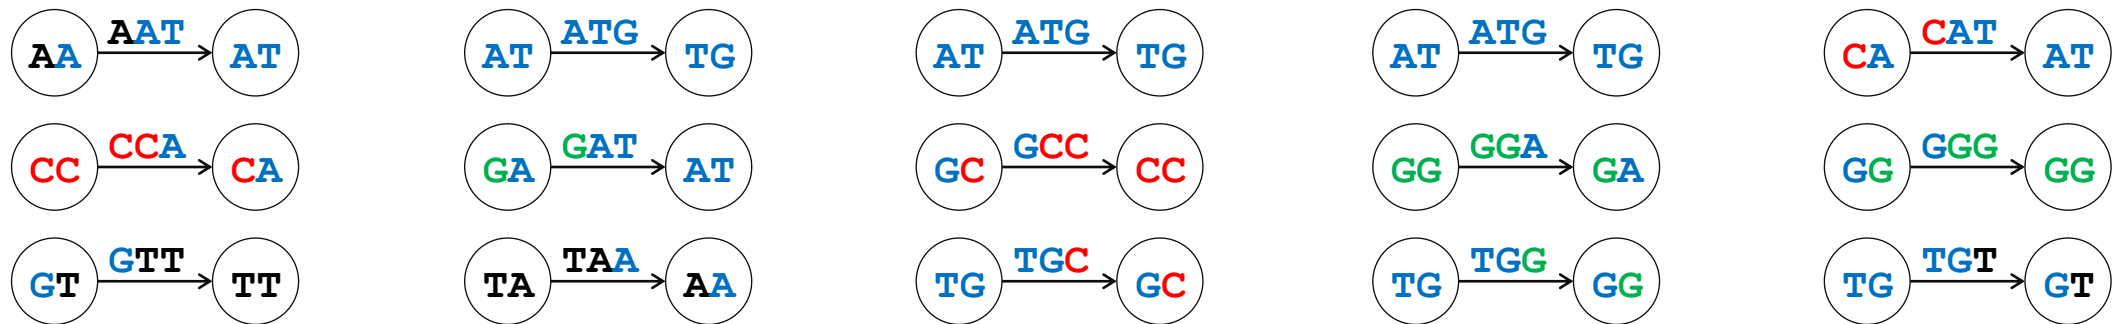 AAT ATG ATG ATG CAT
AA AT AT TG AT TG AT TG CA AT
CCA GAT GCC GGA GGG
CC CA GA AT GC CC GG GA GG GG
GTT TAA TGC TGG TGT
GT TT TA AA TG GC TG GG TG GT